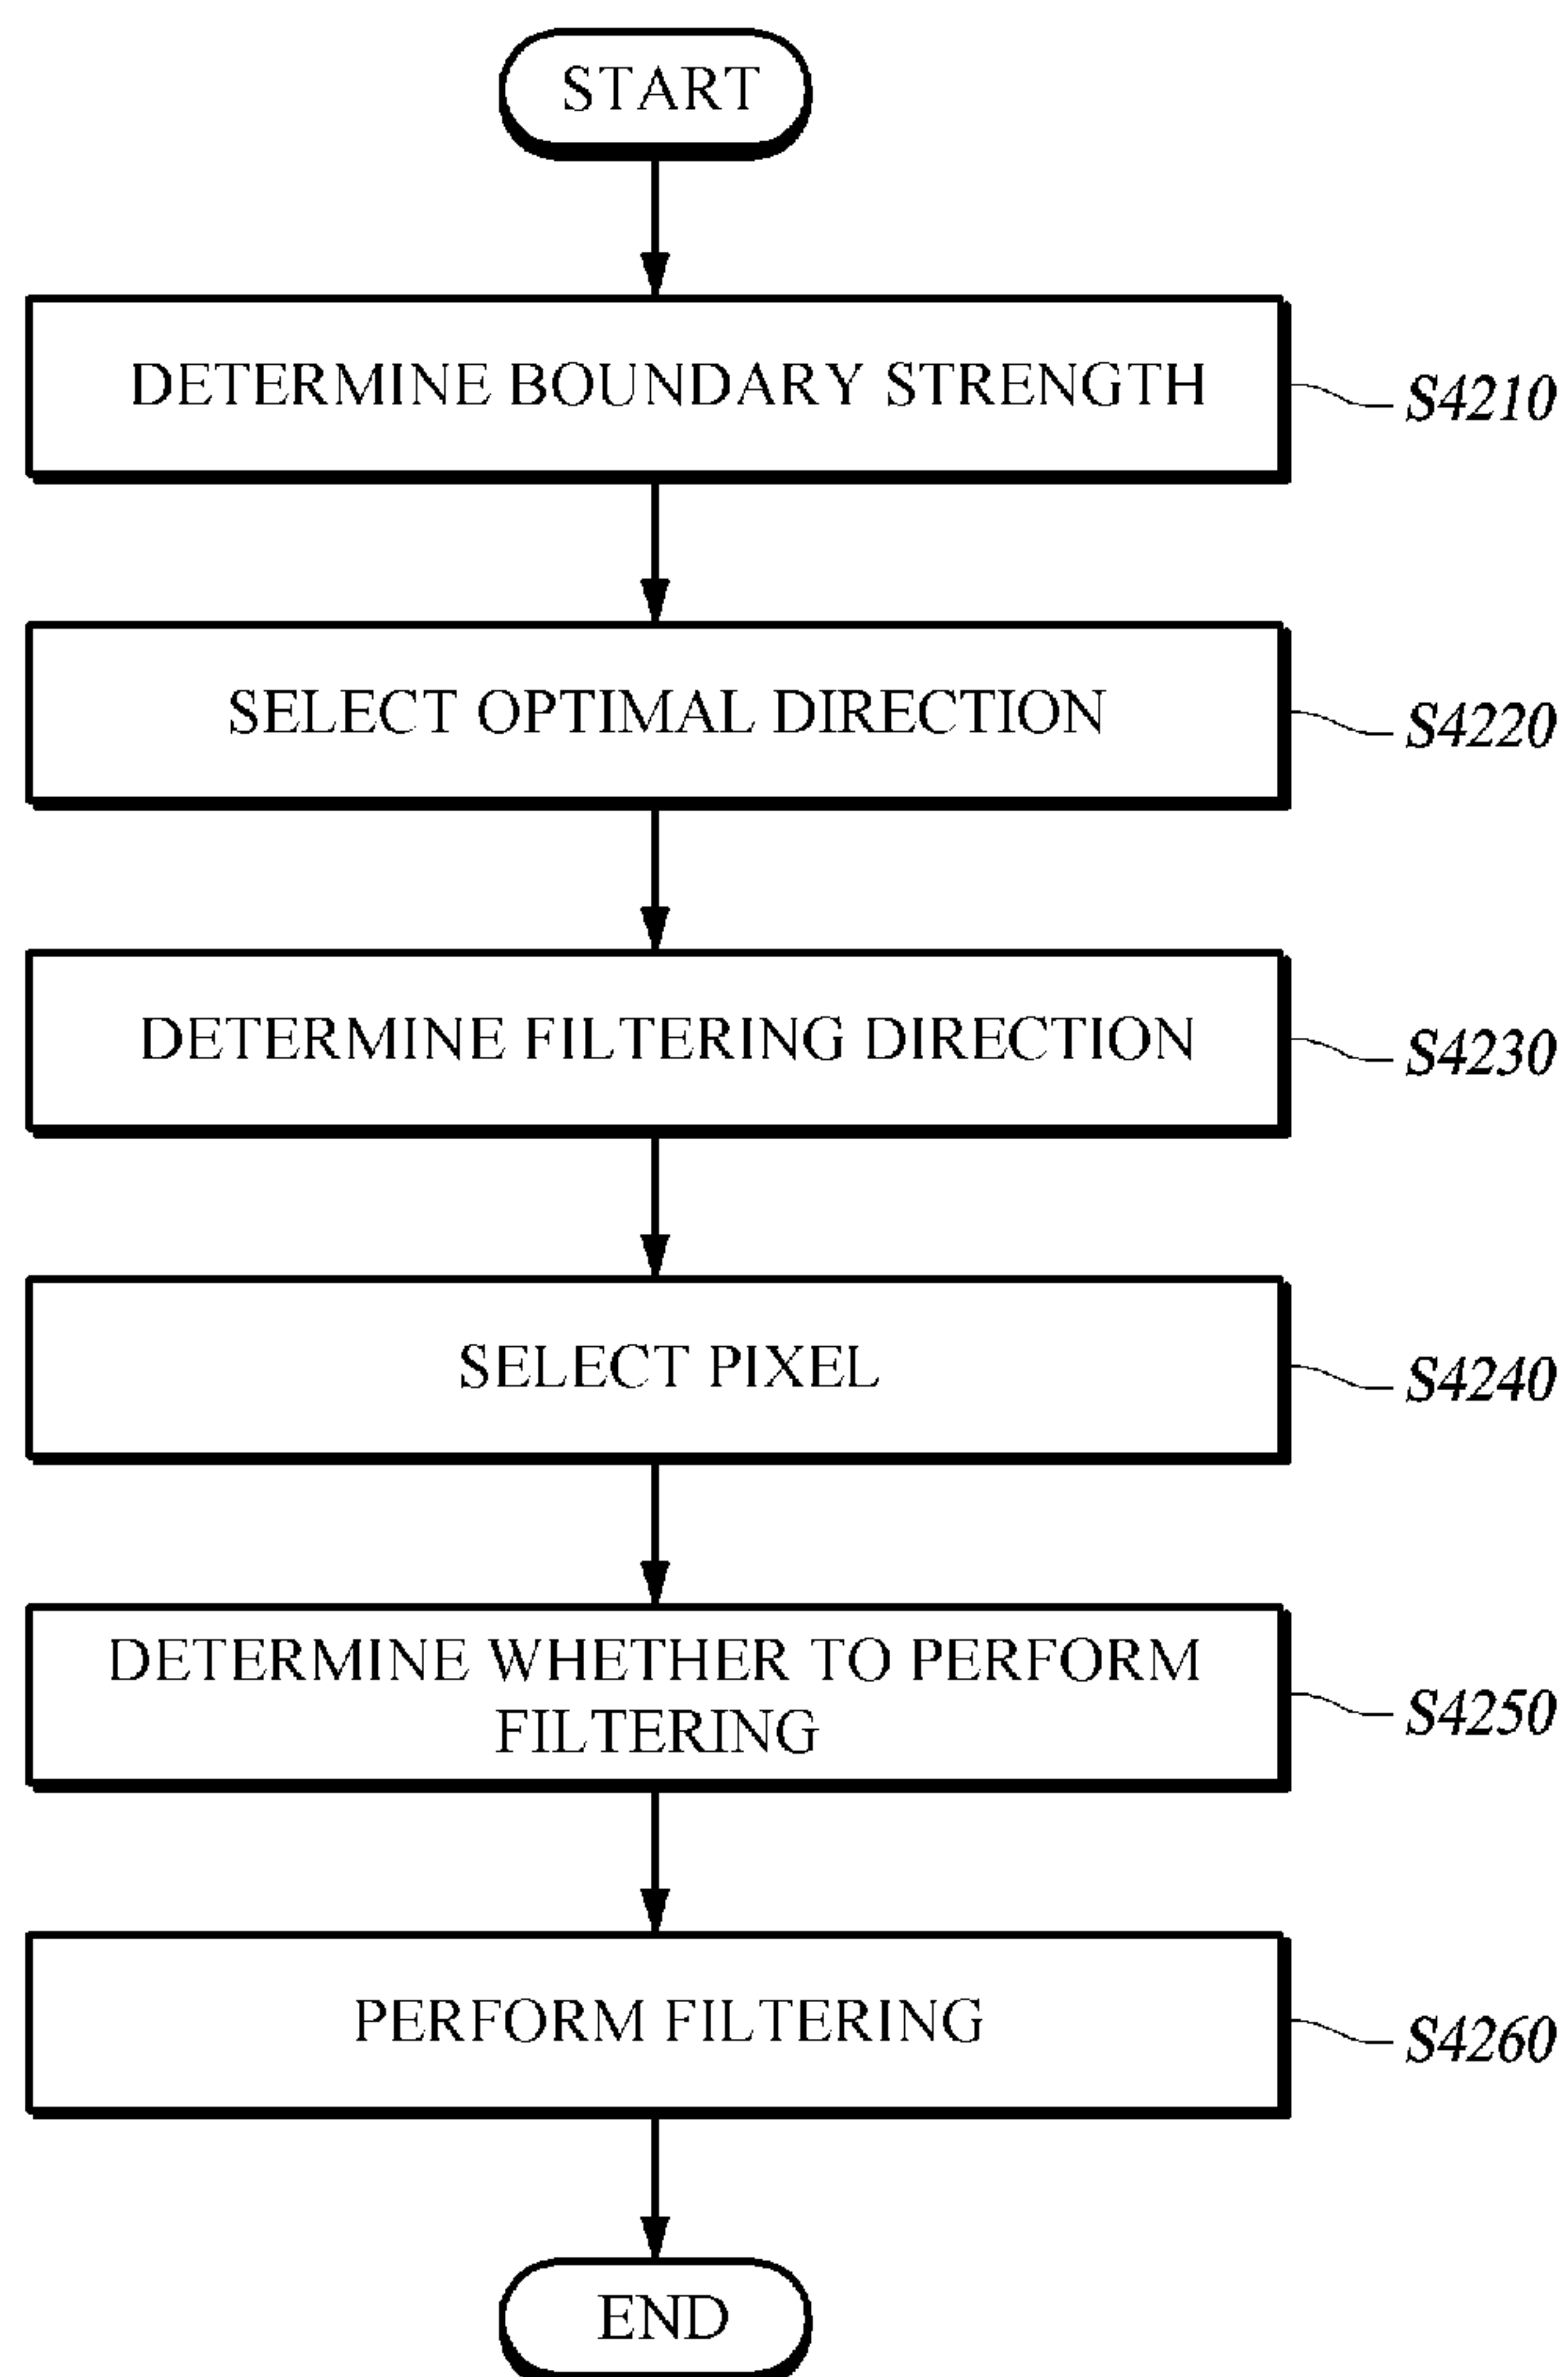 START
DETERMINE BOUNDARY STRENGTH
S4210
SELECT OPTIMAL DIRECTION
S4220
DETERMINE FILTERING DIRECTION
S4230
SELECT PIXEL
S4240
DETERMINE WHETHER TO PERFORM
FILTERING
S4250
PERFORM FILTERING
S4260
END